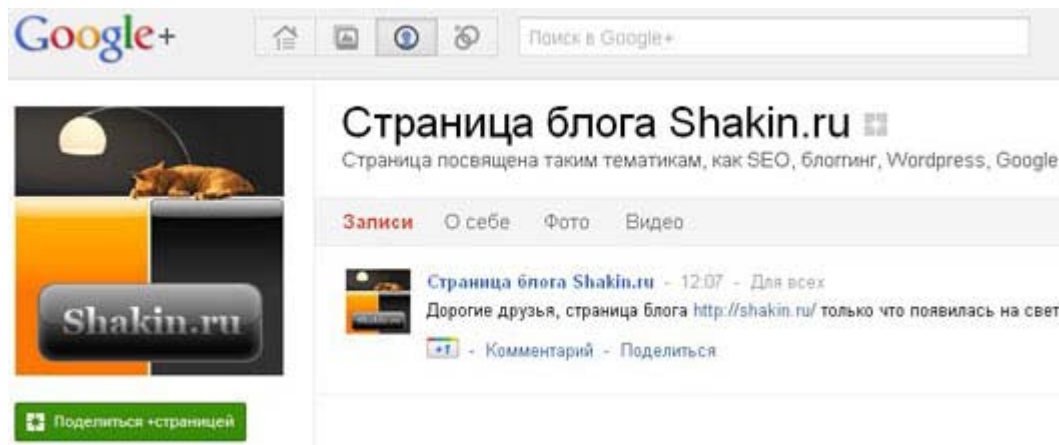 Google+
Поиск в Google+
Страница блога Shakin.ru
Страница посвящена таким тематикам, как SEO, блоггинг, Wordpress, Google
Записи О себе Фото Видео
Shakin.ru
Страница блога Shakin.ru - 12:07 - Для всех
Дорогие друзья, страница блога http://shakin.ru/ только что появилась на свет
+1 - Комментарий - Поделиться
Поделиться +страницей